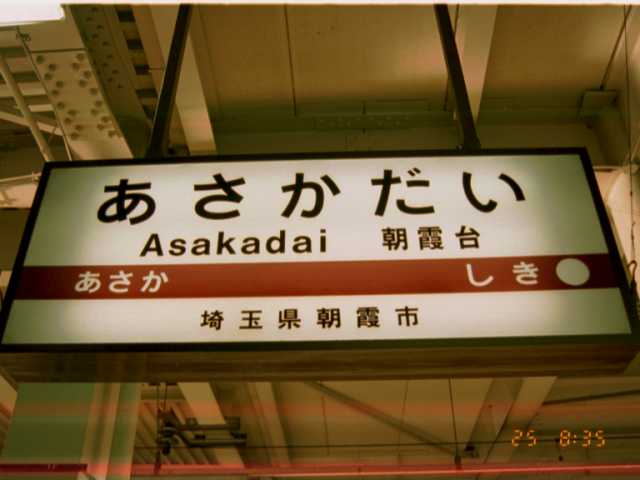 あさかだい
Asakadai 朝霞台
あさか しき
埼玉県朝霞市
25 8:35